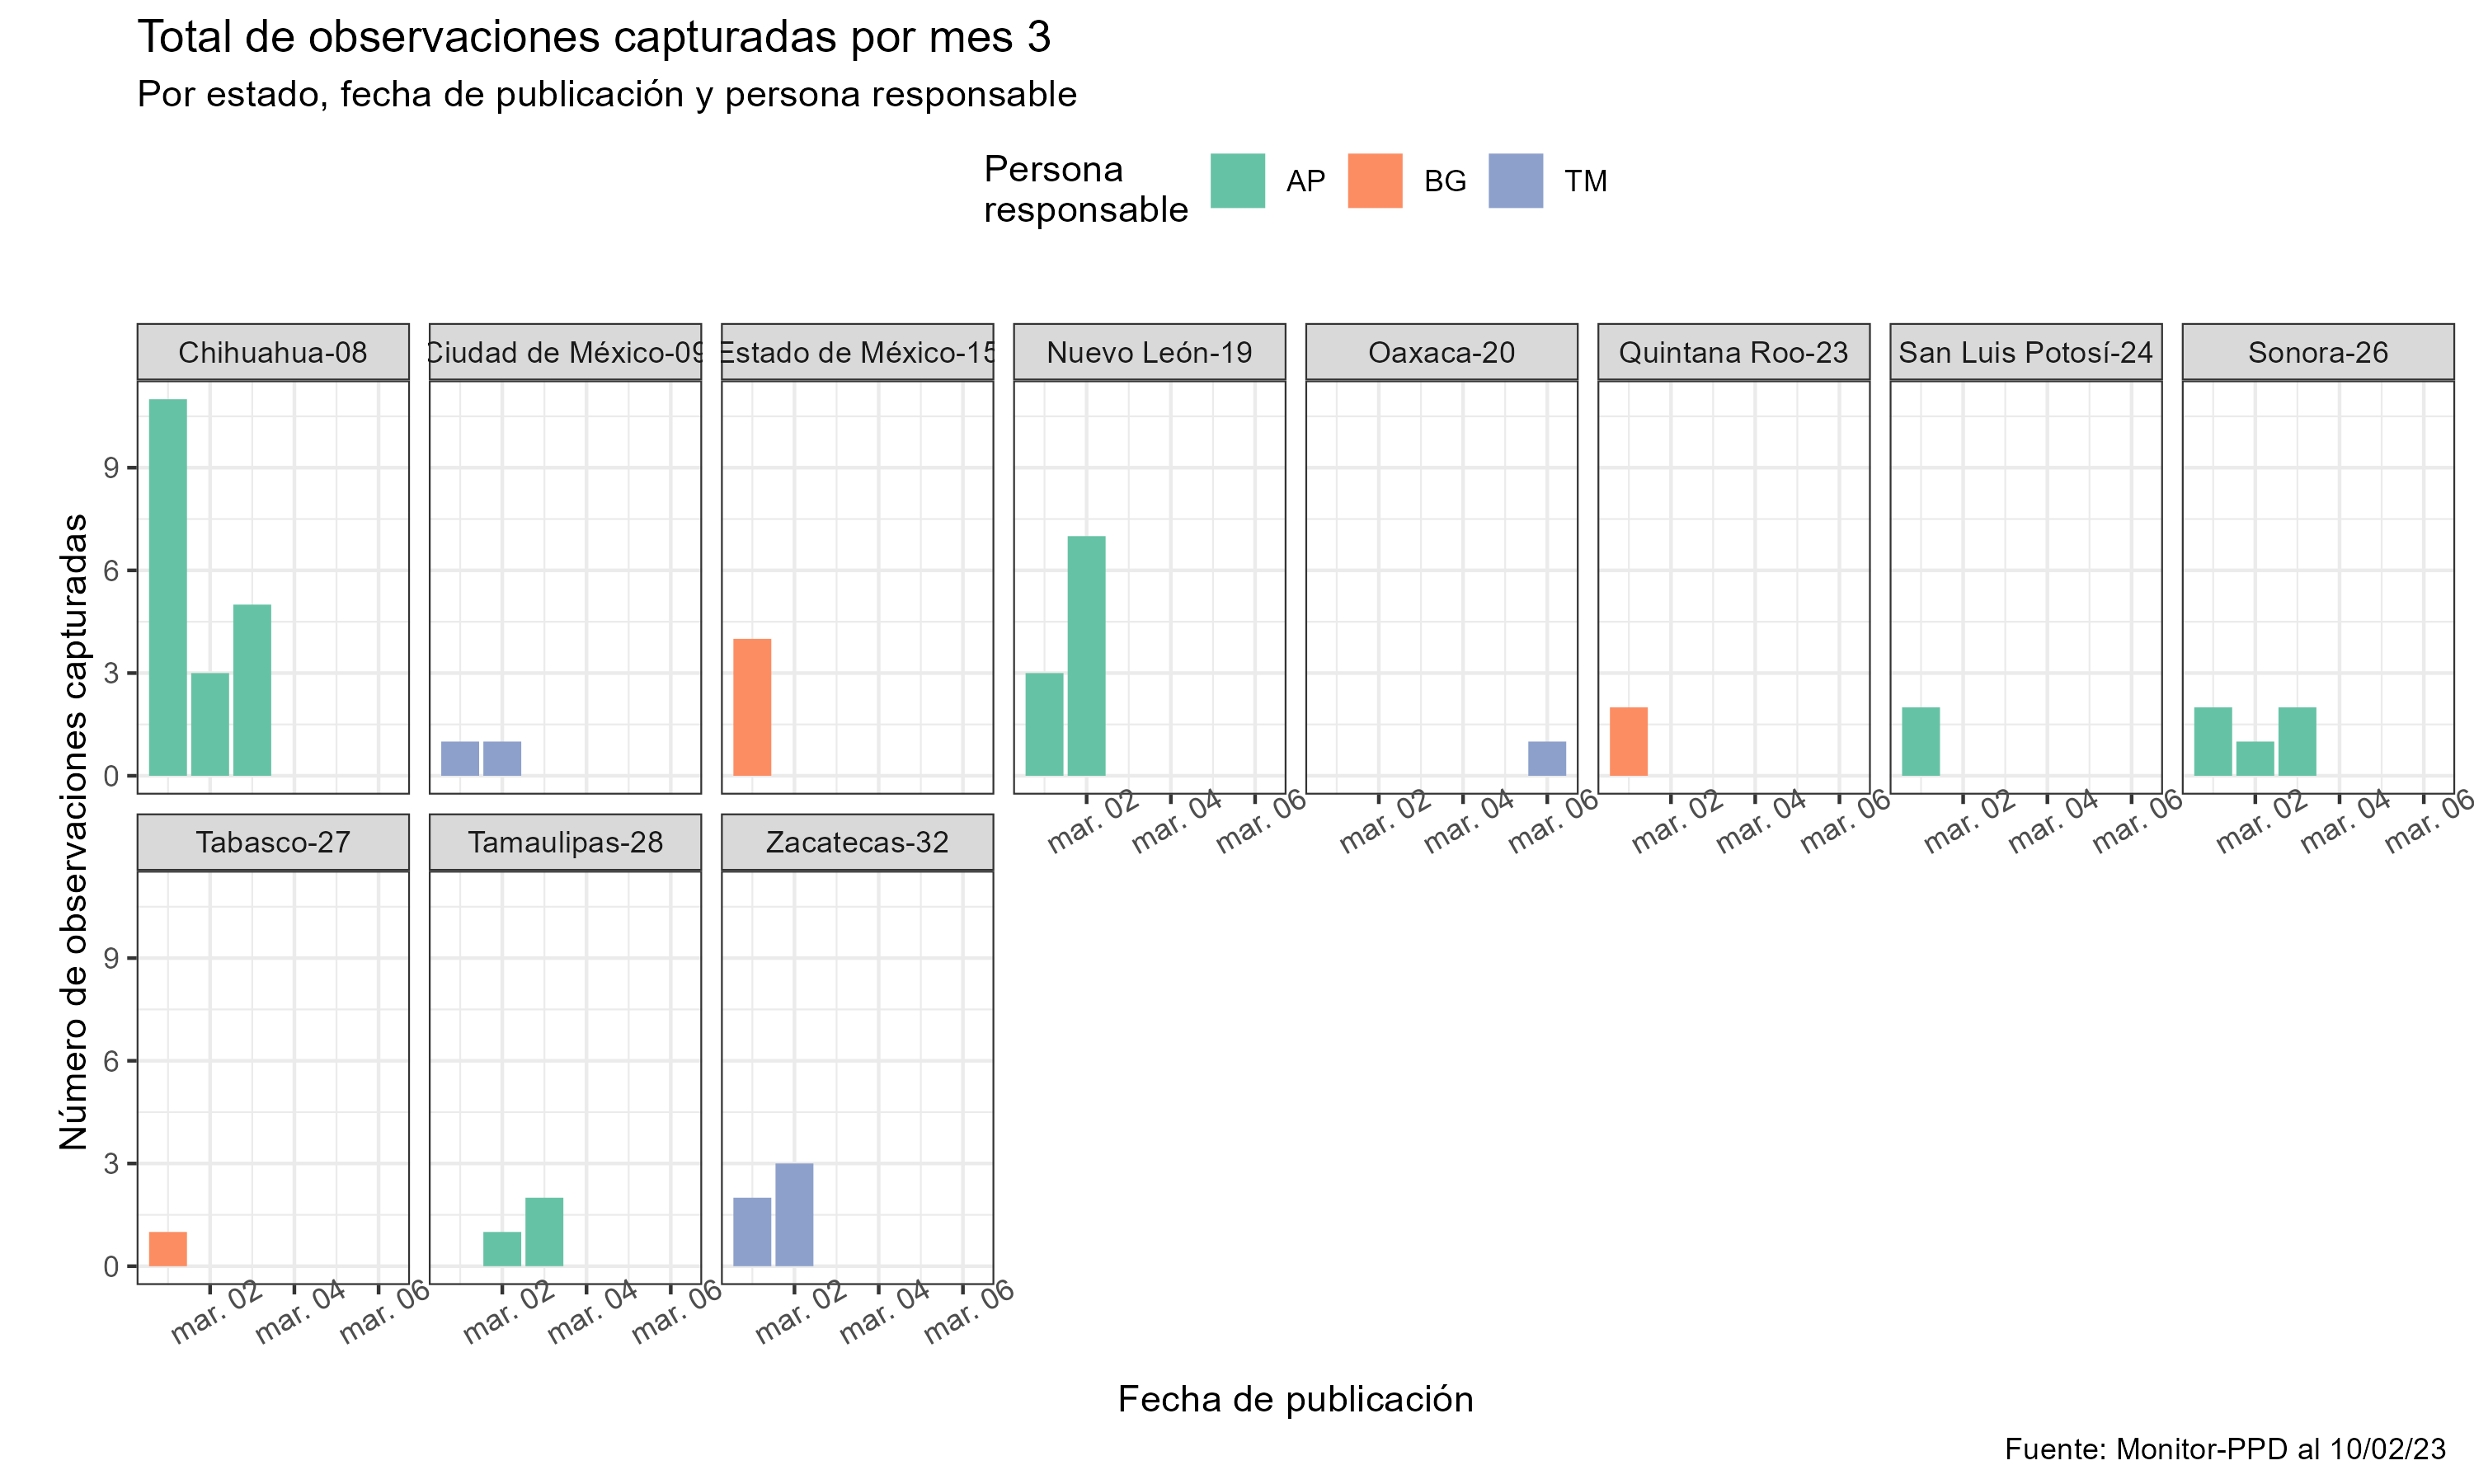 Total de observaciones capturadas por mes 3
Por estado, fecha de publicación y persona responsable
Persona
responsable
AP BG TM
Chihuahua-08 Ciudad de México-09 Estado de México-15 Nuevo León-19 Oaxaca-20 Quintana Roo-23 San Luis Potosí-24 Sonora-26
9
6
3
0
mar. 02 mar. 04 mar. 06 mar. 02 mar. 04 mar. 06 mar. 02 mar. 04 mar. 06 mar. 02 mar. 04 mar. 06 mar. 02 mar. 04 mar. 06
Tabasco-27 Tamaulipas-28 Zacatecas-32
9
6
3
0
mar. 02 mar. 04 mar. 06 mar. 02 mar. 04 mar. 06 mar. 02 mar. 04 mar. 06
Número de observaciones capturadas
Fecha de publicación
Fuente: Monitor-PPD al 10/02/23